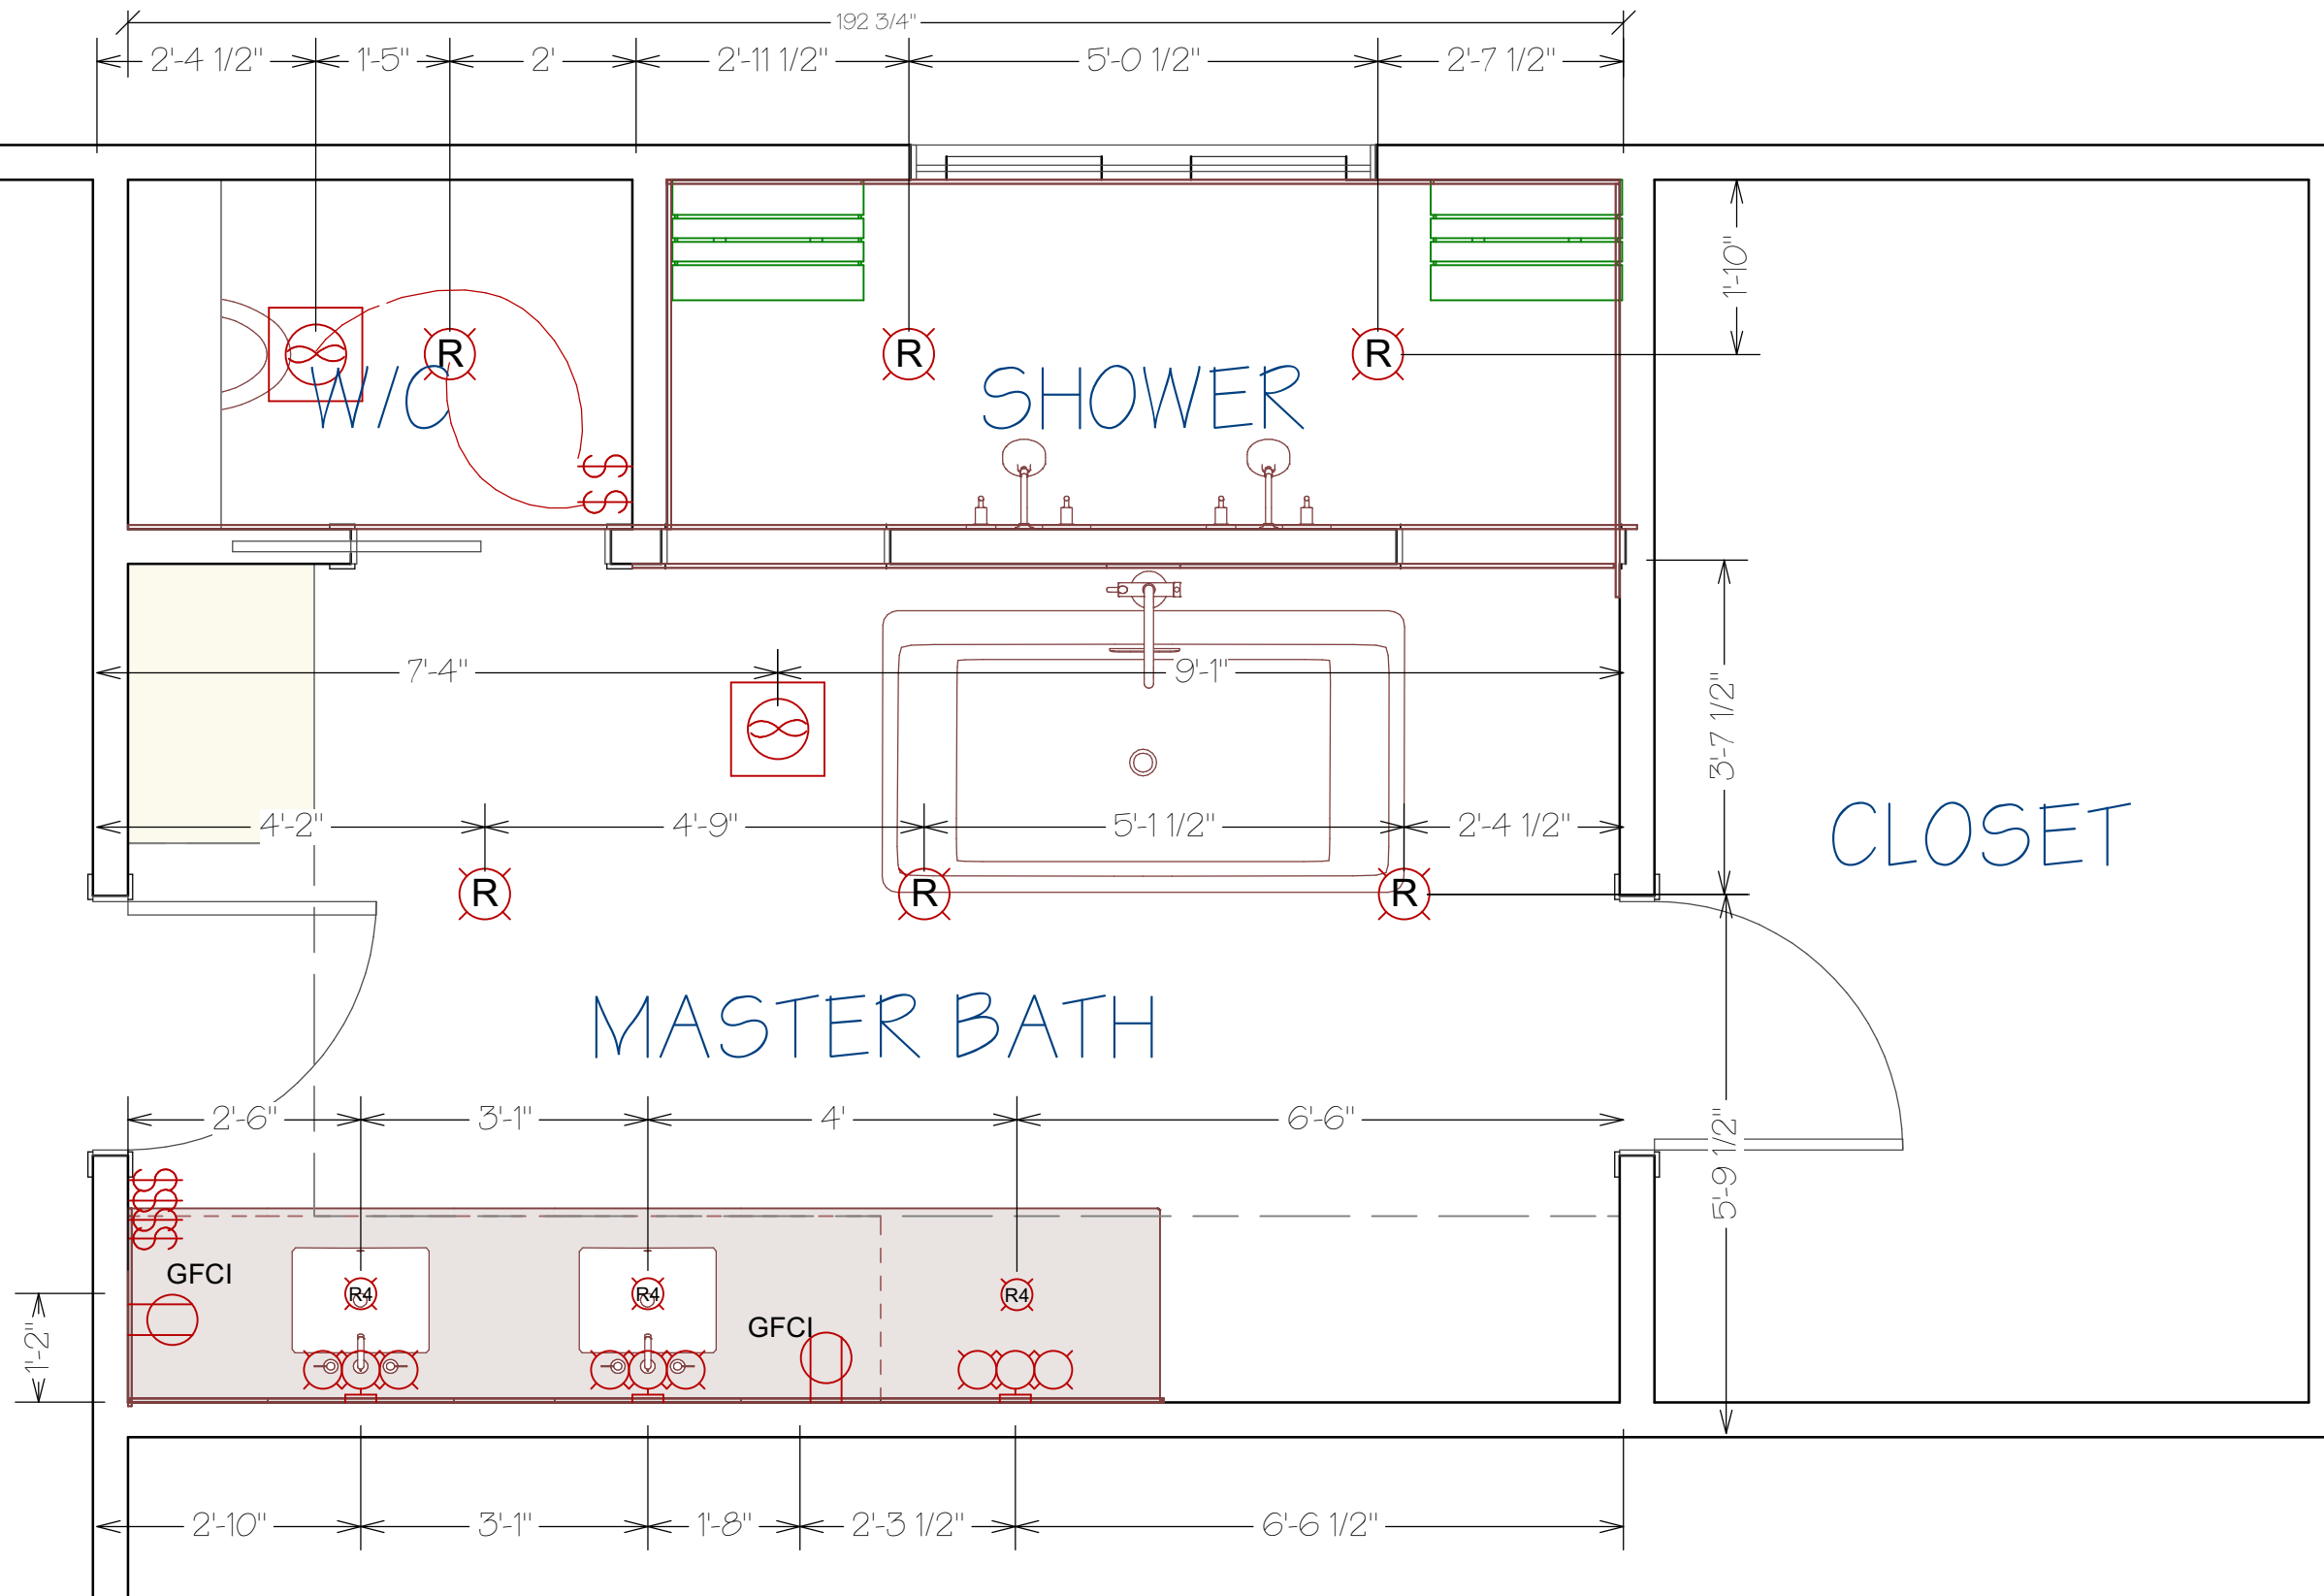 192 3/4"
2'-4 1/2" 1'-5" 2' 2'-11 1/2" 5'-0 1/2" 2'-7 1/2"
1'-10"
R R R
W/C SHOWER
$ $
$ $
7'-4" 9'-1"
3'-7 1/2"
4'-2" 4'-9" 5'-1 1/2" 2'-4 1/2"
CLOSET
R R R
MASTER BATH
2'-6" 3'-1" 4' 6'-6"
5'-9 1/2"
$$$$
GFCI
R4 R4 R4
GFCI
1'-2"
2'-10" 3'-1" 1'-8" 2'-3 1/2" 6'-6 1/2"